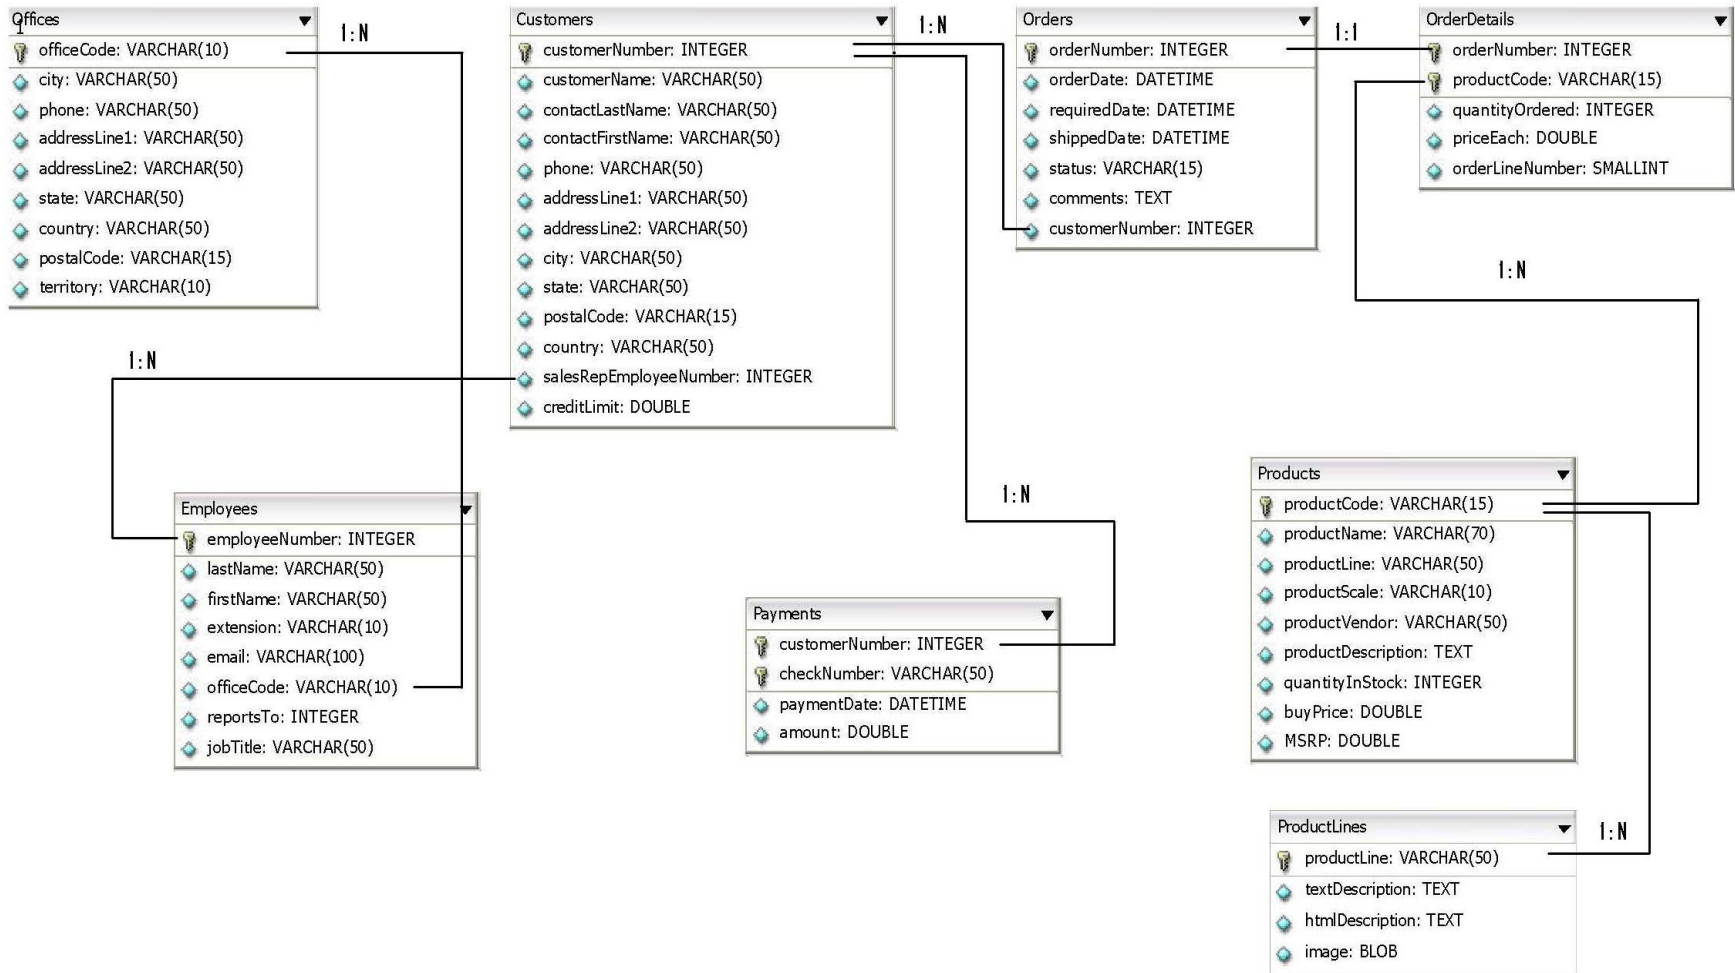 Offices
1
officeCode: VARCHAR(10)
city: VARCHAR(50)
phone: VARCHAR(50)
addressLine1: VARCHAR(50)
addressLine2: VARCHAR(50)
state: VARCHAR(50)
country: VARCHAR(50)
postalCode: VARCHAR(15)
territory: VARCHAR(10)
1:N
Customers
customerNumber: INTEGER
customerName: VARCHAR(50)
contactLastName: VARCHAR(50)
contactFirstName: VARCHAR(50)
phone: VARCHAR(50)
addressLine1: VARCHAR(50)
addressLine2: VARCHAR(50)
city: VARCHAR(50)
state: VARCHAR(50)
postalCode: VARCHAR(15)
country: VARCHAR(50)
salesRepEmployeeNumber: INTEGER
creditLimit: DOUBLE
1:N
Orders
orderNumber: INTEGER
orderDate: DATETIME
requiredDate: DATETIME
shippedDate: DATETIME
status: VARCHAR(15)
comments: TEXT
customerNumber: INTEGER
1:1
OrderDetails
orderNumber: INTEGER
productCode: VARCHAR(15)
quantityOrdered: INTEGER
priceEach: DOUBLE
orderLineNumber: SMALLINT
1:N
1:N
Employees
employeeNumber: INTEGER
lastName: VARCHAR(50)
firstName: VARCHAR(50)
extension: VARCHAR(10)
email: VARCHAR(100)
officeCode: VARCHAR(10)
reportsTo: INTEGER
jobTitle: VARCHAR(50)
1:N
Payments
customerNumber: INTEGER
checkNumber: VARCHAR(50)
paymentDate: DATETIME
amount: DOUBLE
Products
productCode: VARCHAR(15)
productName: VARCHAR(70)
productLine: VARCHAR(50)
productScale: VARCHAR(10)
productVendor: VARCHAR(50)
productDescription: TEXT
quantityInStock: INTEGER
buyPrice: DOUBLE
MSRP: DOUBLE
ProductLines
1:N
productLine: VARCHAR(50)
textDescription: TEXT
htmlDescription: TEXT
image: BLOB